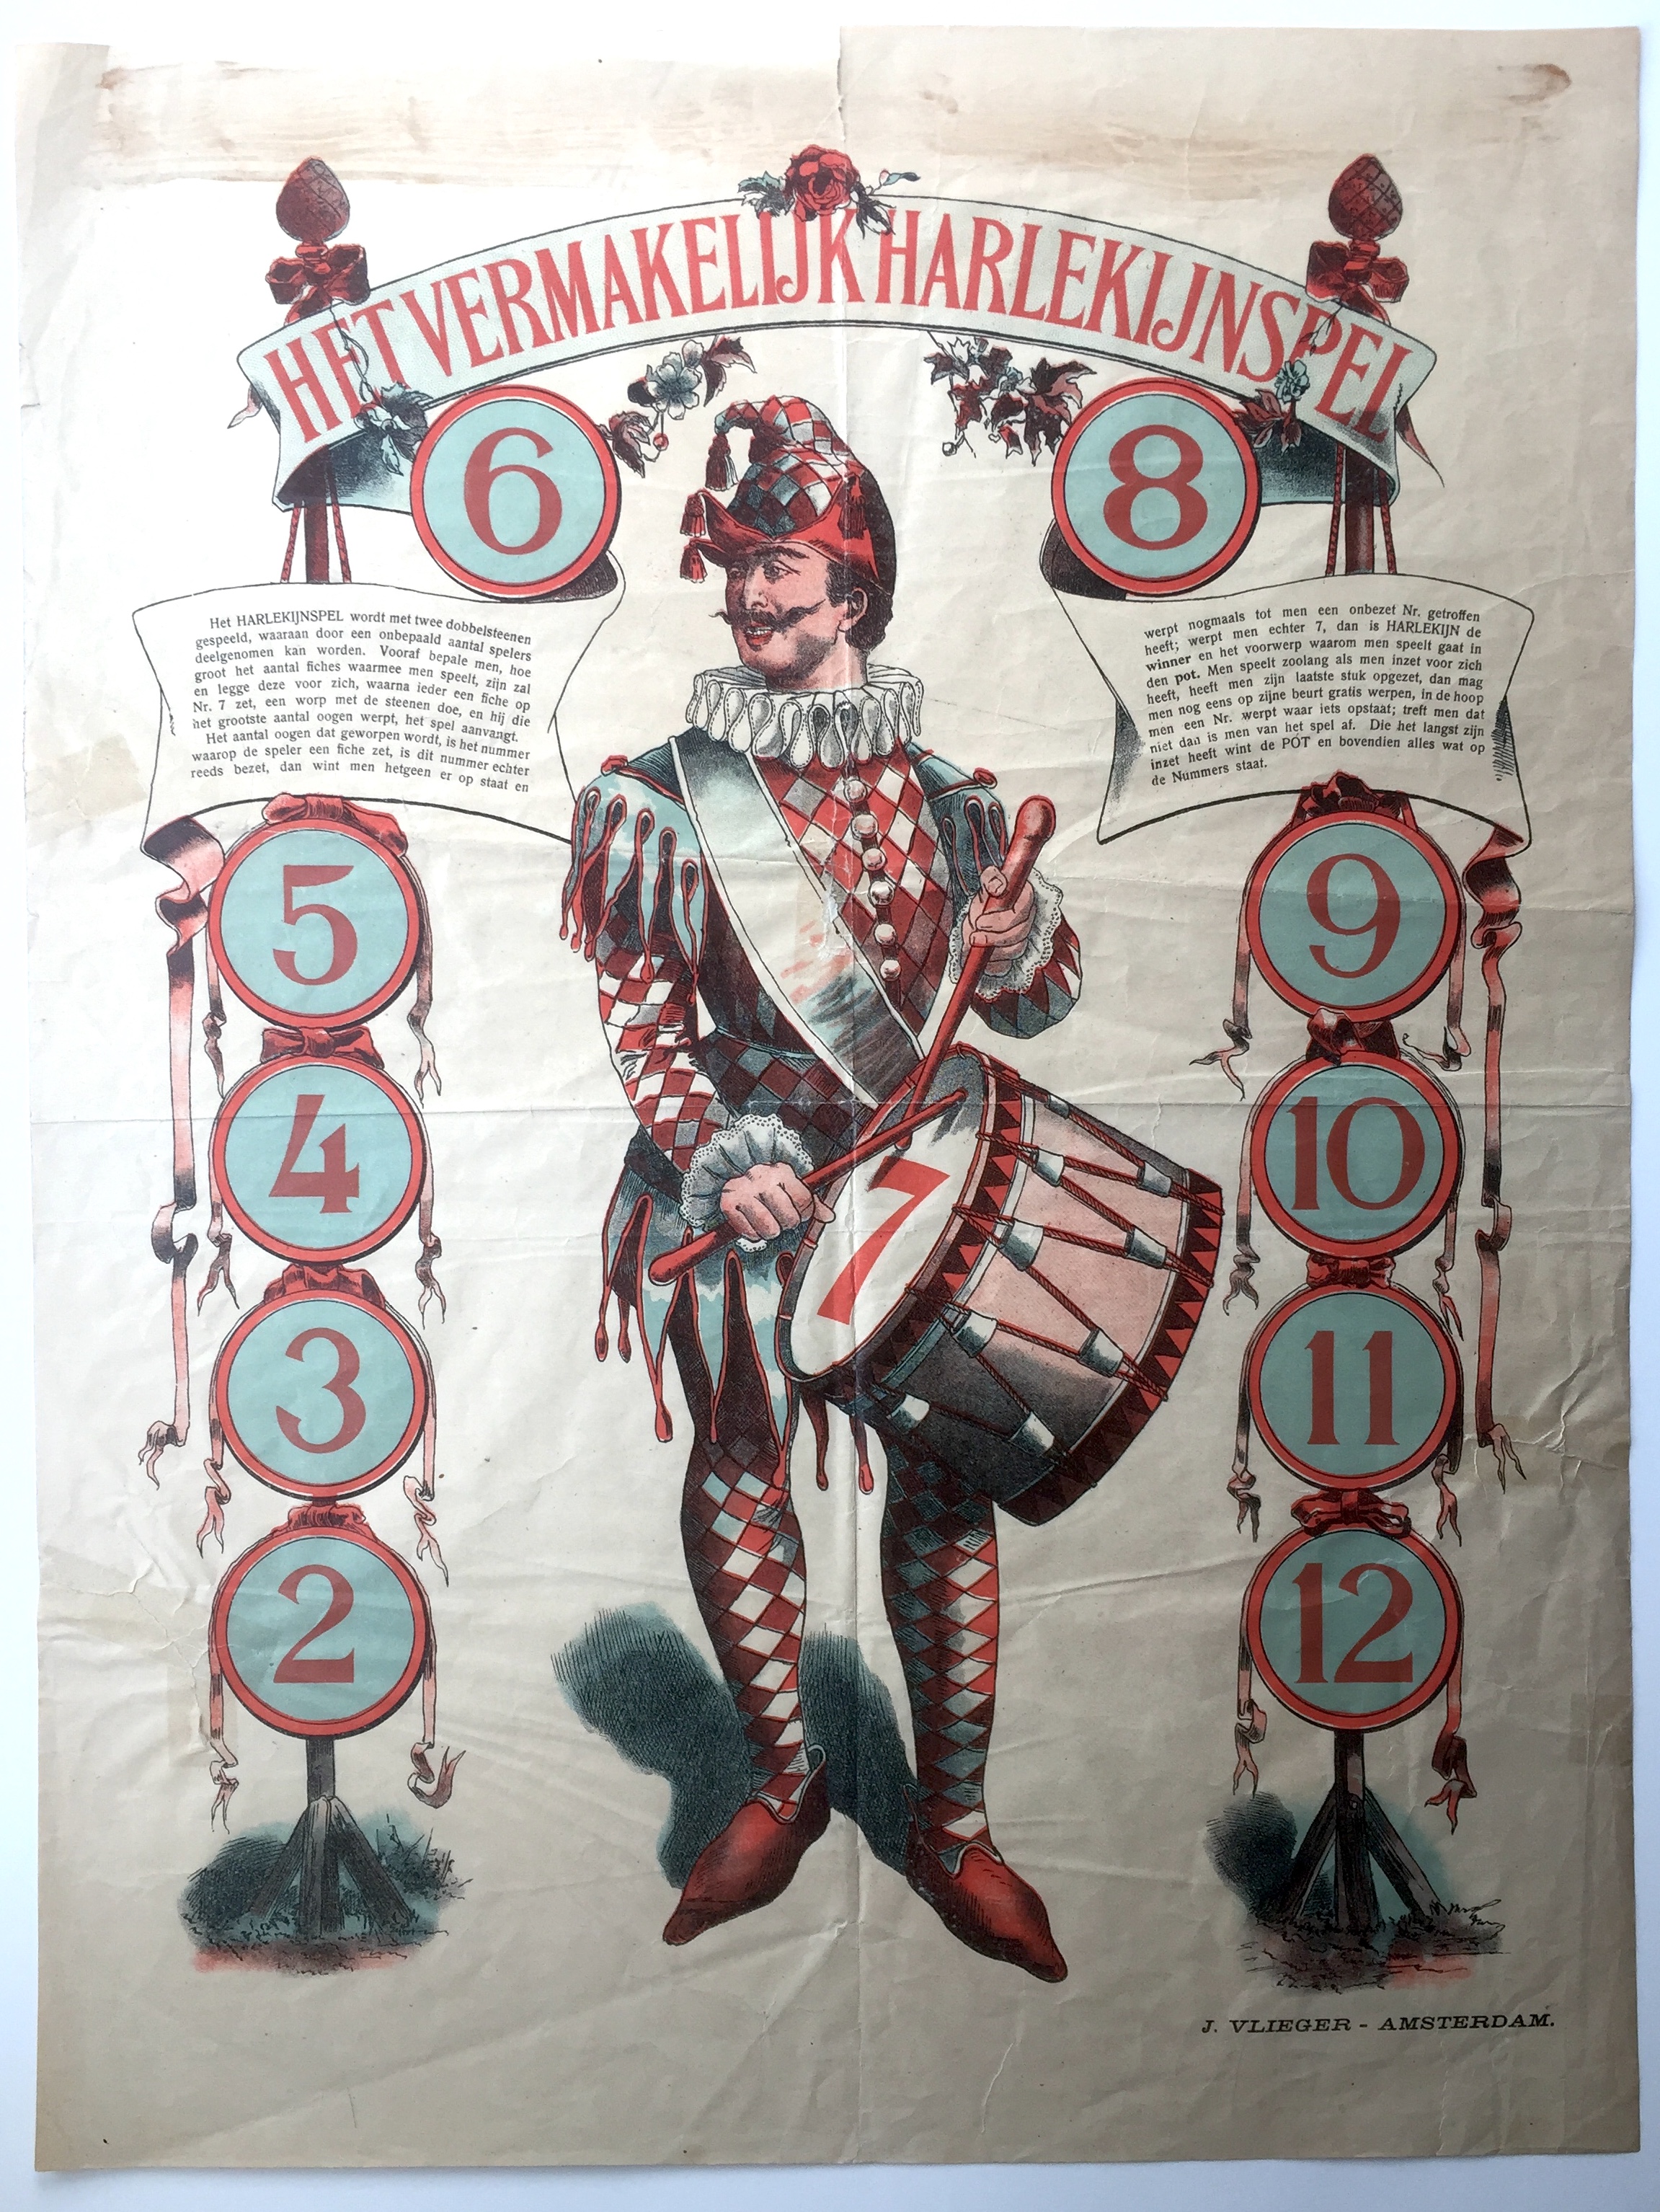 HET VERMAKELIJK HARLEKIJNSPEL
6
8
Het HARLEKIJNSPEL wordt met twee dobbelsteenen
gespeeld, waaraan door een onbepaald aantal spelers
deelgenomen kan worden. Vooraf bepale men, hoe
groot het aantal fiches waarmee men speelt, zijn zal
en legge deze voor zich, waarna ieder een fiche op
Nr. 7 zet, een worp met de steenen doe, en hij die
het grootste aantal oogen werpt, het spel aanvangt.
Het aantal oogen dat geworpen wordt, is het nummer
waarop de speler een fiche zet, is dit nummer echter
reeds bezet, dan wint men hetgeen er op staat en
werpt nogmaals tot men een onbezet Nr. getroffen
heeft; werpt men echter 7, dan is HARLEKIJN de
winner en het voorwerp waarom men speelt gaat in
den pot. Men speelt zoolang als men inzet voor zich
heeft, heeft men zijn laatste stuk opgezet, dan mag
men nog eens op zijne beurt gratis werpen, in de hoop
men een Nr. werpt waar iets opstaat; treft men dat
niet dan is men van het spel af. Die het langst zijn
inzet heeft wint de POT en bovendien alles wat op
de Nummers staat.
5
4
3
2
7
9
10
11
12
J. VLIEGER - AMSTERDAM.